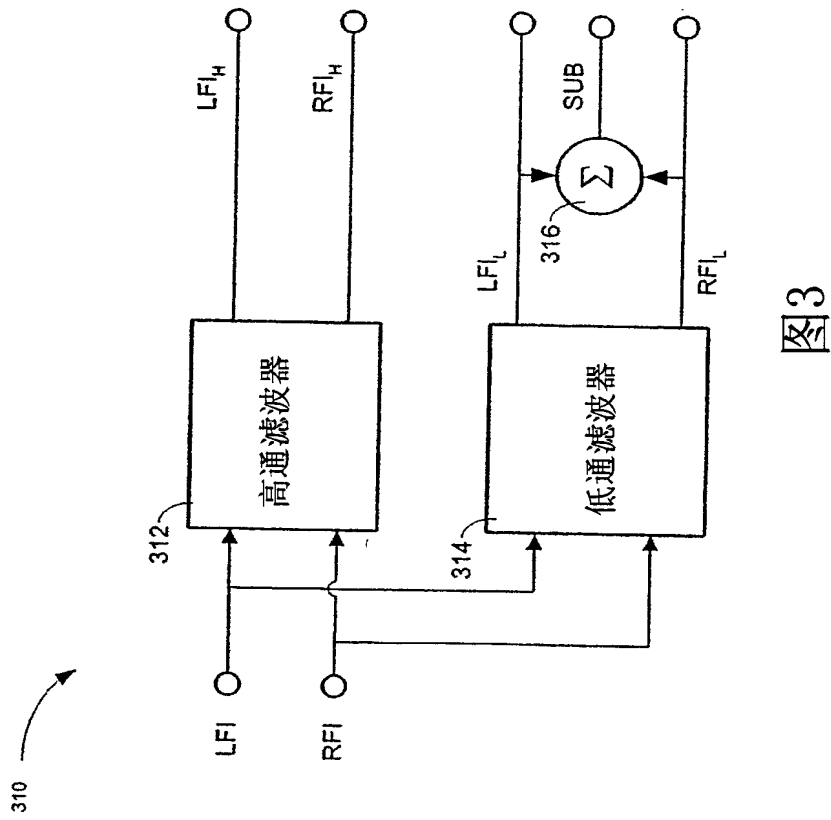 310
LFI
RFI
312
高通滤波器
LFI_H
RFI_H
314
低通滤波器
LFI_L
RFI_L
316
Σ
SUB
图3